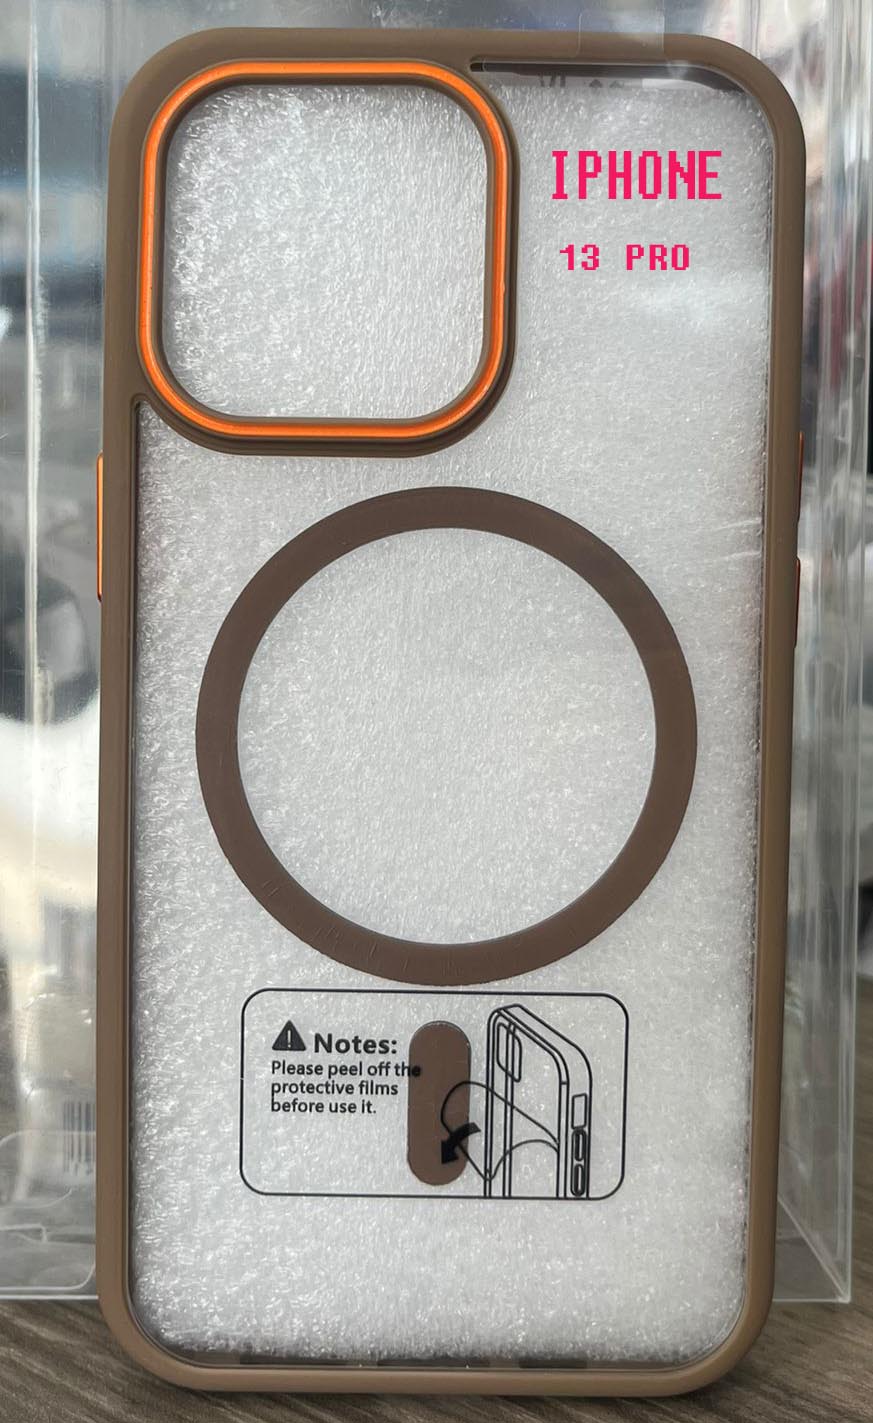 IPHONE
13 PRO
Notes:
Please peel off the
protective films
before use it.